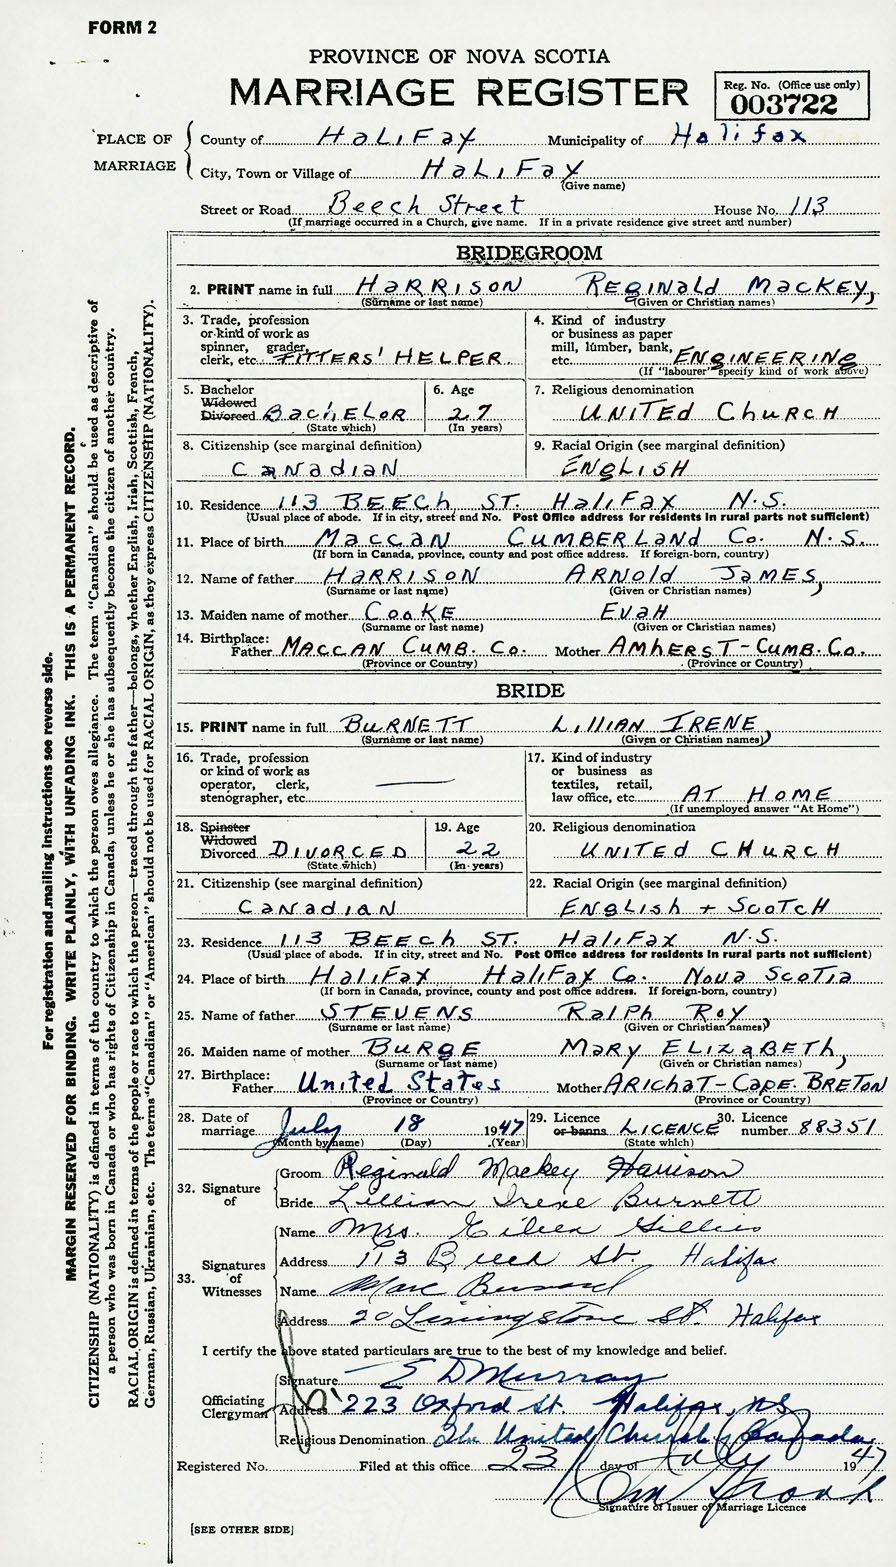 FORM 2
PROVINCE OF NOVA SCOTIA
MARRIAGE REGISTER
Reg. No. (Office use only)
003722
PLACE OF MARRIAGE
County of HALIFAX Municipality of Halifax
City, Town or Village of HALIFAX
(Give name)
Street or Road Beech Street House No. 113
(If marriage occurred in a Church, give name. If in a private residence give street and number)
BRIDEGROOM
2. PRINT name in full HARRISON REGINALD MACKEY,
(Surname or last name) (Given or Christian names)
3. Trade, profession or kind of work as spinner, grader, clerk, etc. FITTERS' HELPER
4. Kind of industry or business as paper mill, lumber, bank, etc. ENGINEERING
(If "labourer" specify kind of work above)
5. Bachelor Widowed Divorced BACHELOR
(State which)
6. Age 27
(In years)
7. Religious denomination
UNITED CHURCH
8. Citizenship (see marginal definition)
CANADIAN
9. Racial Origin (see marginal definition)
ENGLISH
10. Residence 113 BEECH ST. HALIFAX N.S.
(Usual place of abode. If in city, street and No. Post Office address for residents in rural parts not sufficient)
11. Place of birth MACCAN CUMBERLAND CO. N.S.
(If born in Canada, province, county and post office address. If foreign-born, country)
12. Name of father HARRISON ARNOLD JAMES,
(Surname or last name) (Given or Christian names)
13. Maiden name of mother COOKE EVAH
(Surname or last name) (Given or Christian names)
14. Birthplace: Father MACCAN CUMB. CO. Mother AMHERST-CUMB. CO.
(Province or Country) (Province or Country)
BRIDE
15. PRINT name in full BURNETT LILLIAN IRENE,
(Surname or last name) (Given or Christian names)
16. Trade, profession or kind of work as operator, clerk, stenographer, etc.
17. Kind of industry or business as textiles, retail, law office, etc. AT HOME
(If unemployed answer "At Home")
18. Spinster Widowed Divorced DIVORCED
(State which)
19. Age 22
(In years)
20. Religious denomination
UNITED CHURCH
21. Citizenship (see marginal definition)
CANADIAN
22. Racial Origin (see marginal definition)
ENGLISH + SCOTCH
23. Residence 113 BEECH ST. HALIFAX N.S.
(Usual place of abode. If in city, street and No. Post Office address for residents in rural parts not sufficient)
24. Place of birth HALIFAX HALIFAX CO. NOVA SCOTIA
(If born in Canada, province, county and post office address. If foreign-born, country)
25. Name of father STEVENS RALPH ROY,
(Surname or last name) (Given or Christian names)
26. Maiden name of mother BURGE MARY ELIZABETH,
(Surname or last name) (Given or Christian names)
27. Birthplace: Father United States Mother ARICHAT-CAPE BRETON
(Province or Country) (Province or Country)
28. Date of marriage July 18 1947
(Month by name) (Day) (Year)
29. Licence or banns LICENCE
(State which)
30. Licence number 88351
32. Signature of
Groom Reginald Mackey Harrison
Bride Lillian Irene Burnett
33. Signatures of Witnesses
Name Mrs. Eileen Gillis
Address 113 Beech St. Halifax
Name
Address 20 Livingstone St. Halifax
I certify the above stated particulars are true to the best of my knowledge and belief.
Officiating Clergyman
Signature E D Murray
Address 223 Oxford St Halifax, NS
Religious Denomination The United Church of Canada
Registered No. Filed at this office 23 day of July 1947
Signature of Issuer of Marriage Licence
[SEE OTHER SIDE]
For registration and mailing instructions see reverse side.
MARGIN RESERVED FOR BINDING. WRITE PLAINLY, WITH UNFADING INK. THIS IS A PERMANENT RECORD.
CITIZENSHIP (NATIONALITY) is defined in terms of the country to which the person owes allegiance. The term "Canadian" should be used as descriptive of
a person who was born in Canada or who has rights of Citizenship in Canada, unless he or she has subsequently become the citizen of another country.
RACIAL ORIGIN is defined in terms of the people or race to which the person—traced through the father—belongs, whether English, Irish, Scottish, French,
German, Russian, Ukrainian, etc. The terms "Canadian" or "American" should not be used for RACIAL ORIGIN, as they express CITIZENSHIP (NATIONALITY).